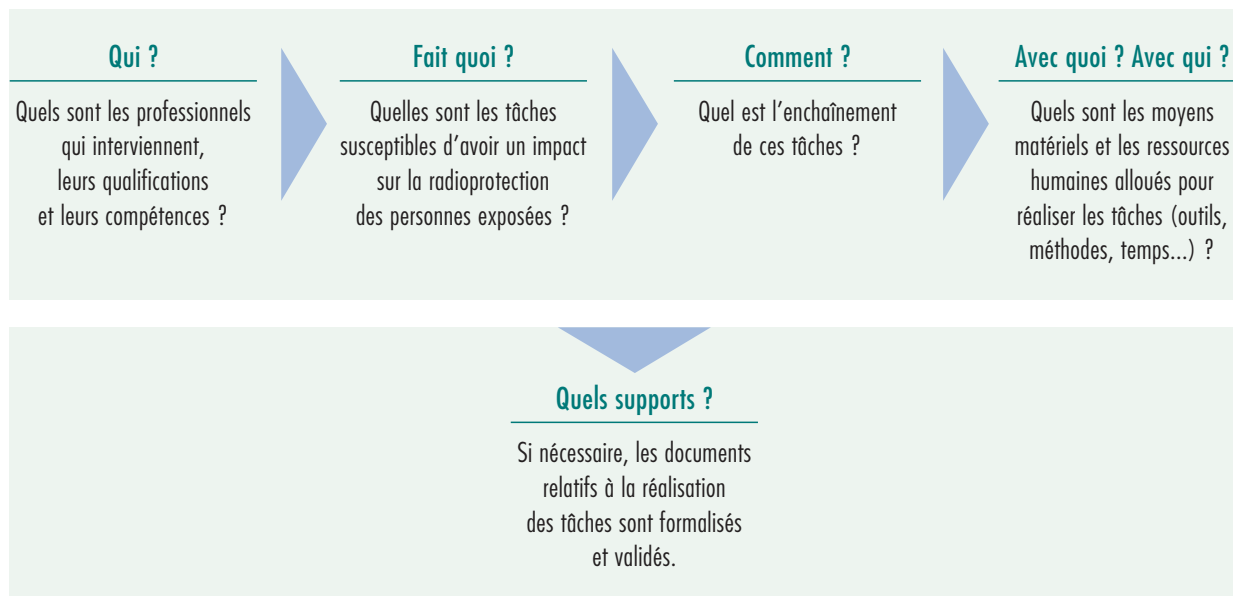 Qui ?
Quels sont les professionnels
qui interviennent,
leurs qualifications
et leurs compétences ?
Fait quoi ?
Quelles sont les tâches
susceptibles d’avoir un impact
sur la radioprotection
des personnes exposées ?
Comment ?
Quel est l’enchaînement
de ces tâches ?
Avec quoi ? Avec qui ?
Quels sont les moyens
matériels et les ressources
humaines alloués pour
réaliser les tâches (outils,
méthodes, temps...) ?
Quels supports ?
Si nécessaire, les documents
relatifs à la réalisation
des tâches sont formalisés
et validés.